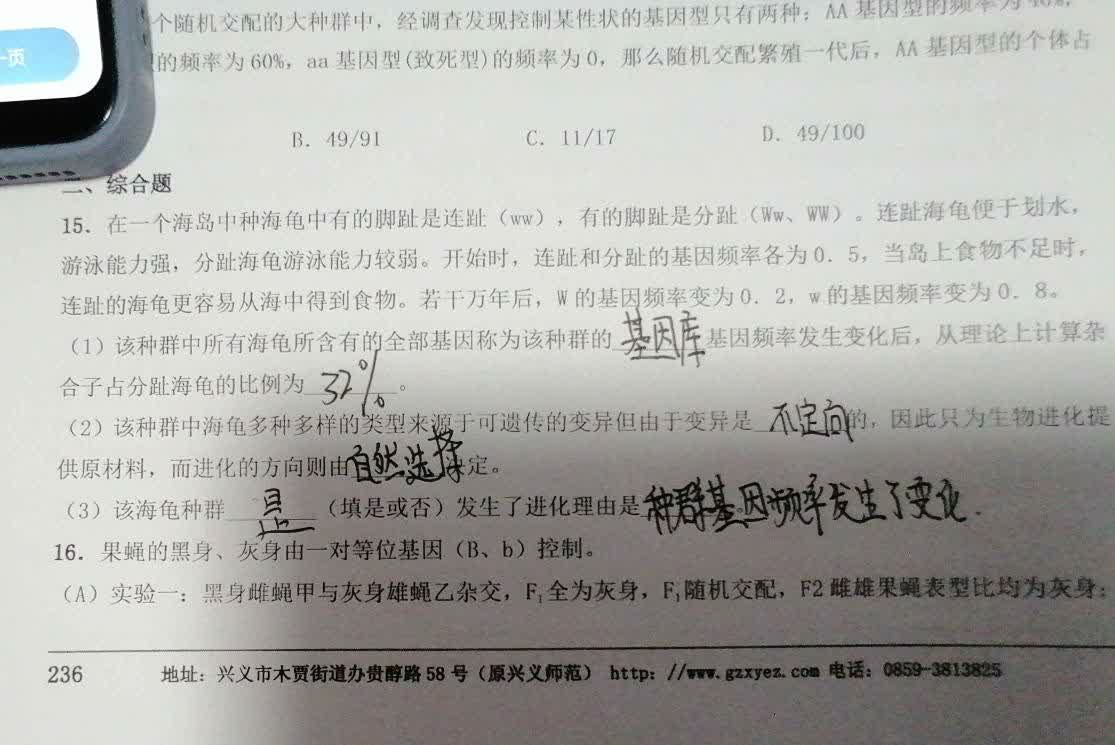 一页
个随机交配的大种群中，经调查发现控制某性状的基因型只有两种：AA 基因型的频率为40%，
的频率为 60%，aa 基因型(致死型)的频率为 0，那么随机交配繁殖一代后，AA 基因型的个体占
B. 49/91 C. 11/17 D. 49/100
二、综合题
15. 在一个海岛中种海龟中有的脚趾是连趾（ww），有的脚趾是分趾（Ww、WW）。连趾海龟便于划水，
游泳能力强，分趾海龟游泳能力较弱。开始时，连趾和分趾的基因频率各为0．5，当岛上食物不足时，
连趾的海龟更容易从海中得到食物。若干万年后，W 的基因频率变为0．2，w 的基因频率变为 0．8。
（1）该种群中所有海龟所含有的全部基因称为该种群的 基因库 基因频率发生变化后，从理论上计算杂
合子占分趾海龟的比例为 32% 。
（2）该种群中海龟多种多样的类型来源于可遗传的变异但由于变异是 不定向的，因此只为生物进化提
供原材料，而进化的方向则由自然选择决定。
（3）该海龟种群 是 （填是或否）发生了进化理由是 种群基因频率发生了变化.
16. 果蝇的黑身、灰身由一对等位基因（B、b）控制。
（A）实验一：黑身雌蝇甲与灰身雄蝇乙杂交，F₁全为灰身，F₁随机交配，F2 雌雄果蝇表型比均为灰身：
236 地址：兴义市木贾街道办贵醇路 58 号（原兴义师范） http: //www.gzxyez.com 电话：0859-3813825